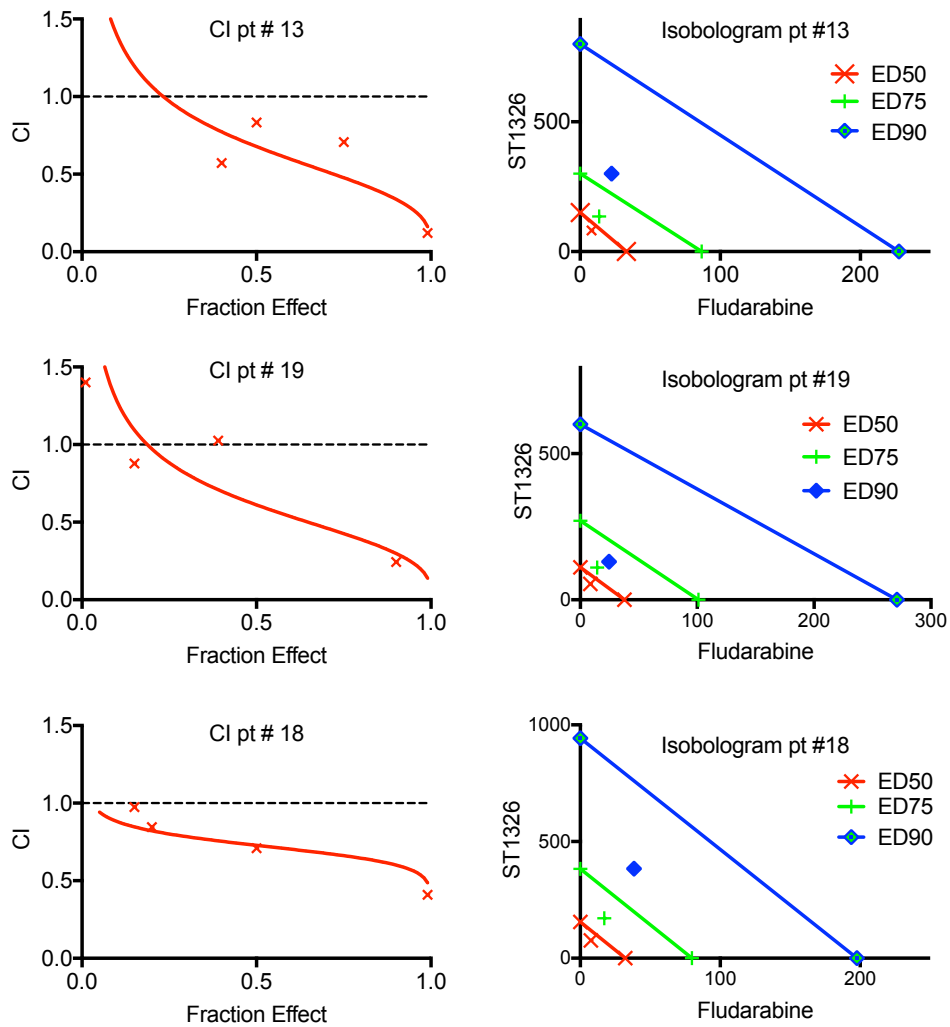 CI pt # 13
1.5
1.0
0.5
0.0
CI
0.0
0.5
1.0
Fraction Effect
Isobologram pt #13
ED50
ED75
ED90
500
0
ST1326
0
100
200
Fludarabine
CI pt # 19
1.5
1.0
0.5
0.0
CI
0.0
0.5
1.0
Fraction Effect
Isobologram pt #19
ED50
ED75
ED90
500
0
ST1326
0
100
200
300
Fludarabine
CI pt # 18
1.5
1.0
0.5
0.0
CI
0.0
0.5
1.0
Fraction Effect
Isobologram pt #18
ED50
ED75
ED90
1000
500
0
ST1326
0
100
200
Fludarabine